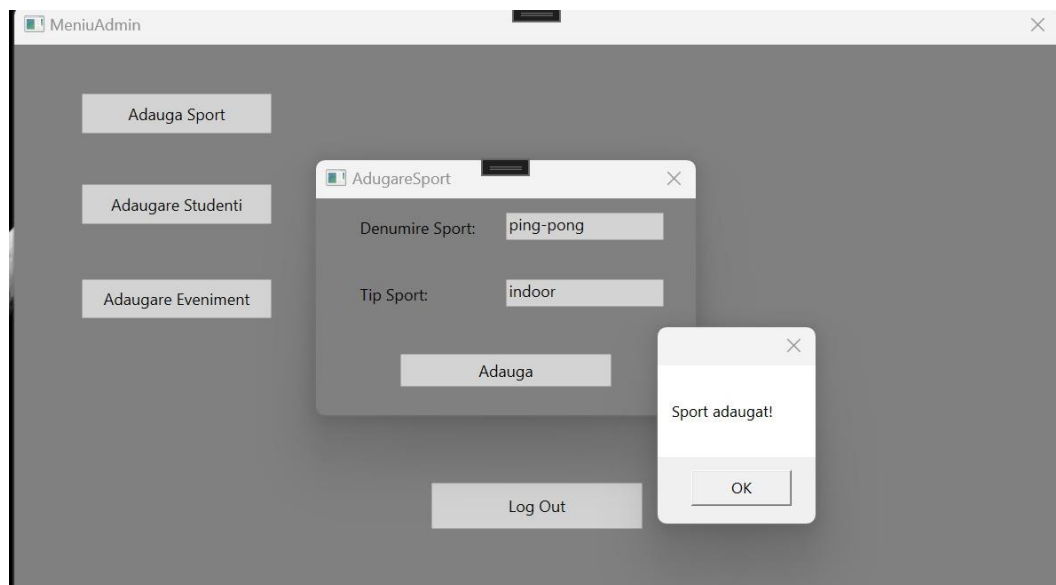 MeniuAdmin
Adauga Sport
Adaugare Studenti
Adaugare Eveniment
AdugareSport
Denumire Sport: ping-pong
Tip Sport: indoor
Adauga
Sport adaugat!
OK
Log Out